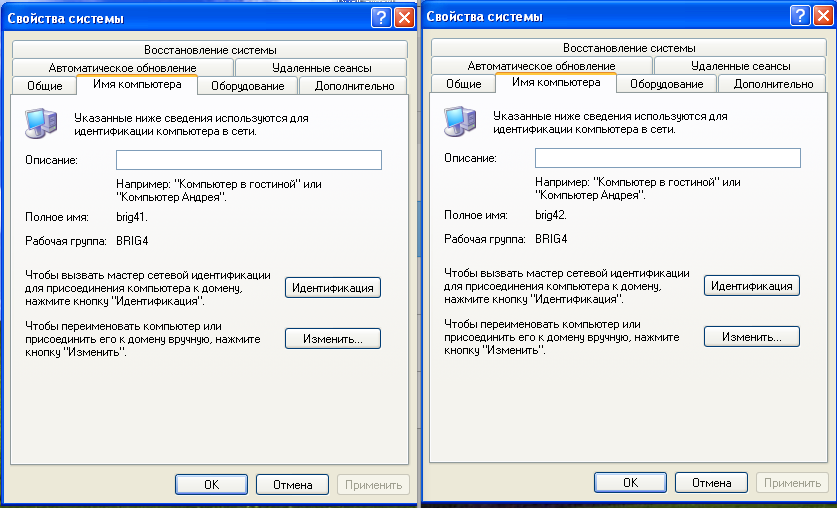 Свойства системы
Восстановление системы
Автоматическое обновление
Удаленные сеансы
Общие
Имя компьютера
Оборудование
Дополнительно
Указанные ниже сведения используются для
идентификации компьютера в сети.
Описание:
Например: "Компьютер в гостиной" или
"Компьютер Андрея".
Полное имя: brig41.
Рабочая группа: BRIG4
Чтобы вызвать мастер сетевой идентификации
для присоединения компьютера к домену,
нажмите кнопку "Идентификация".
Идентификация
Чтобы переименовать компьютер или
присоединить его к домену вручную, нажмите
кнопку "Изменить".
Изменить...
ОК
Отмена
Применить
Свойства системы
Восстановление системы
Автоматическое обновление
Удаленные сеансы
Общие
Имя компьютера
Оборудование
Дополнительно
Указанные ниже сведения используются для
идентификации компьютера в сети.
Описание:
Например: "Компьютер в гостиной" или
"Компьютер Андрея".
Полное имя: brig42.
Рабочая группа: BRIG4
Чтобы вызвать мастер сетевой идентификации
для присоединения компьютера к домену,
нажмите кнопку "Идентификация".
Идентификация
Чтобы переименовать компьютер или
присоединить его к домену вручную, нажмите
кнопку "Изменить".
Изменить...
ОК
Отмена
Применить